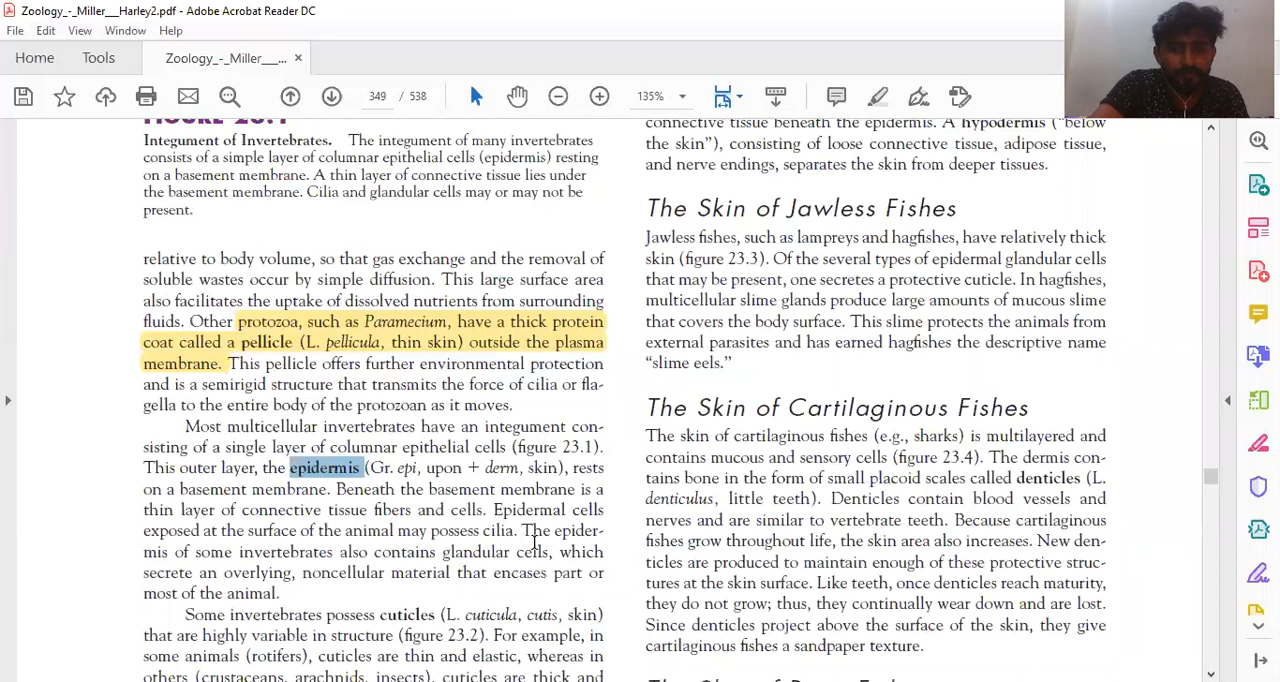 Zoology_-_Miller___Harley2.pdf - Adobe Acrobat Reader DC
File Edit View Window Help
Home Tools Zoology_-_Miller___... ×
349 / 538 135%
Integument of Invertebrates. The integument of many invertebrates
consists of a simple layer of columnar epithelial cells (epidermis) resting
on a basement membrane. A thin layer of connective tissue lies under
the basement membrane. Cilia and glandular cells may or may not be
present.
relative to body volume, so that gas exchange and the removal of
soluble wastes occur by simple diffusion. This large surface area
also facilitates the uptake of dissolved nutrients from surrounding
fluids. Other protozoa, such as Paramecium, have a thick protein
coat called a pellicle (L. pellicula, thin skin) outside the plasma
membrane. This pellicle offers further environmental protection
and is a semirigid structure that transmits the force of cilia or fla-
gella to the entire body of the protozoan as it moves.
Most multicellular invertebrates have an integument con-
sisting of a single layer of columnar epithelial cells (figure 23.1).
This outer layer, the epidermis (Gr. epi, upon + derm, skin), rests
on a basement membrane. Beneath the basement membrane is a
thin layer of connective tissue fibers and cells. Epidermal cells
exposed at the surface of the animal may possess cilia. The epider-
mis of some invertebrates also contains glandular cells, which
secrete an overlying, noncellular material that encases part or
most of the animal.
Some invertebrates possess cuticles (L. cuticula, cutis, skin)
that are highly variable in structure (figure 23.2). For example, in
some animals (rotifers), cuticles are thin and elastic, whereas in
others (crustaceans, arachnids, insects), cuticles are thick and
connective tissue beneath the epidermis. A hypodermis ("below
the skin"), consisting of loose connective tissue, adipose tissue,
and nerve endings, separates the skin from deeper tissues.
The Skin of Jawless Fishes
Jawless fishes, such as lampreys and hagfishes, have relatively thick
skin (figure 23.3). Of the several types of epidermal glandular cells
that may be present, one secretes a protective cuticle. In hagfishes,
multicellular slime glands produce large amounts of mucous slime
that covers the body surface. This slime protects the animals from
external parasites and has earned hagfishes the descriptive name
"slime eels."
The Skin of Cartilaginous Fishes
The skin of cartilaginous fishes (e.g., sharks) is multilayered and
contains mucous and sensory cells (figure 23.4). The dermis con-
tains bone in the form of small placoid scales called denticles (L.
denticulus, little teeth). Denticles contain blood vessels and
nerves and are similar to vertebrate teeth. Because cartilaginous
fishes grow throughout life, the skin area also increases. New den-
ticles are produced to maintain enough of these protective struc-
tures at the skin surface. Like teeth, once denticles reach maturity,
they do not grow; thus, they continually wear down and are lost.
Since denticles project above the surface of the skin, they give
cartilaginous fishes a sandpaper texture.